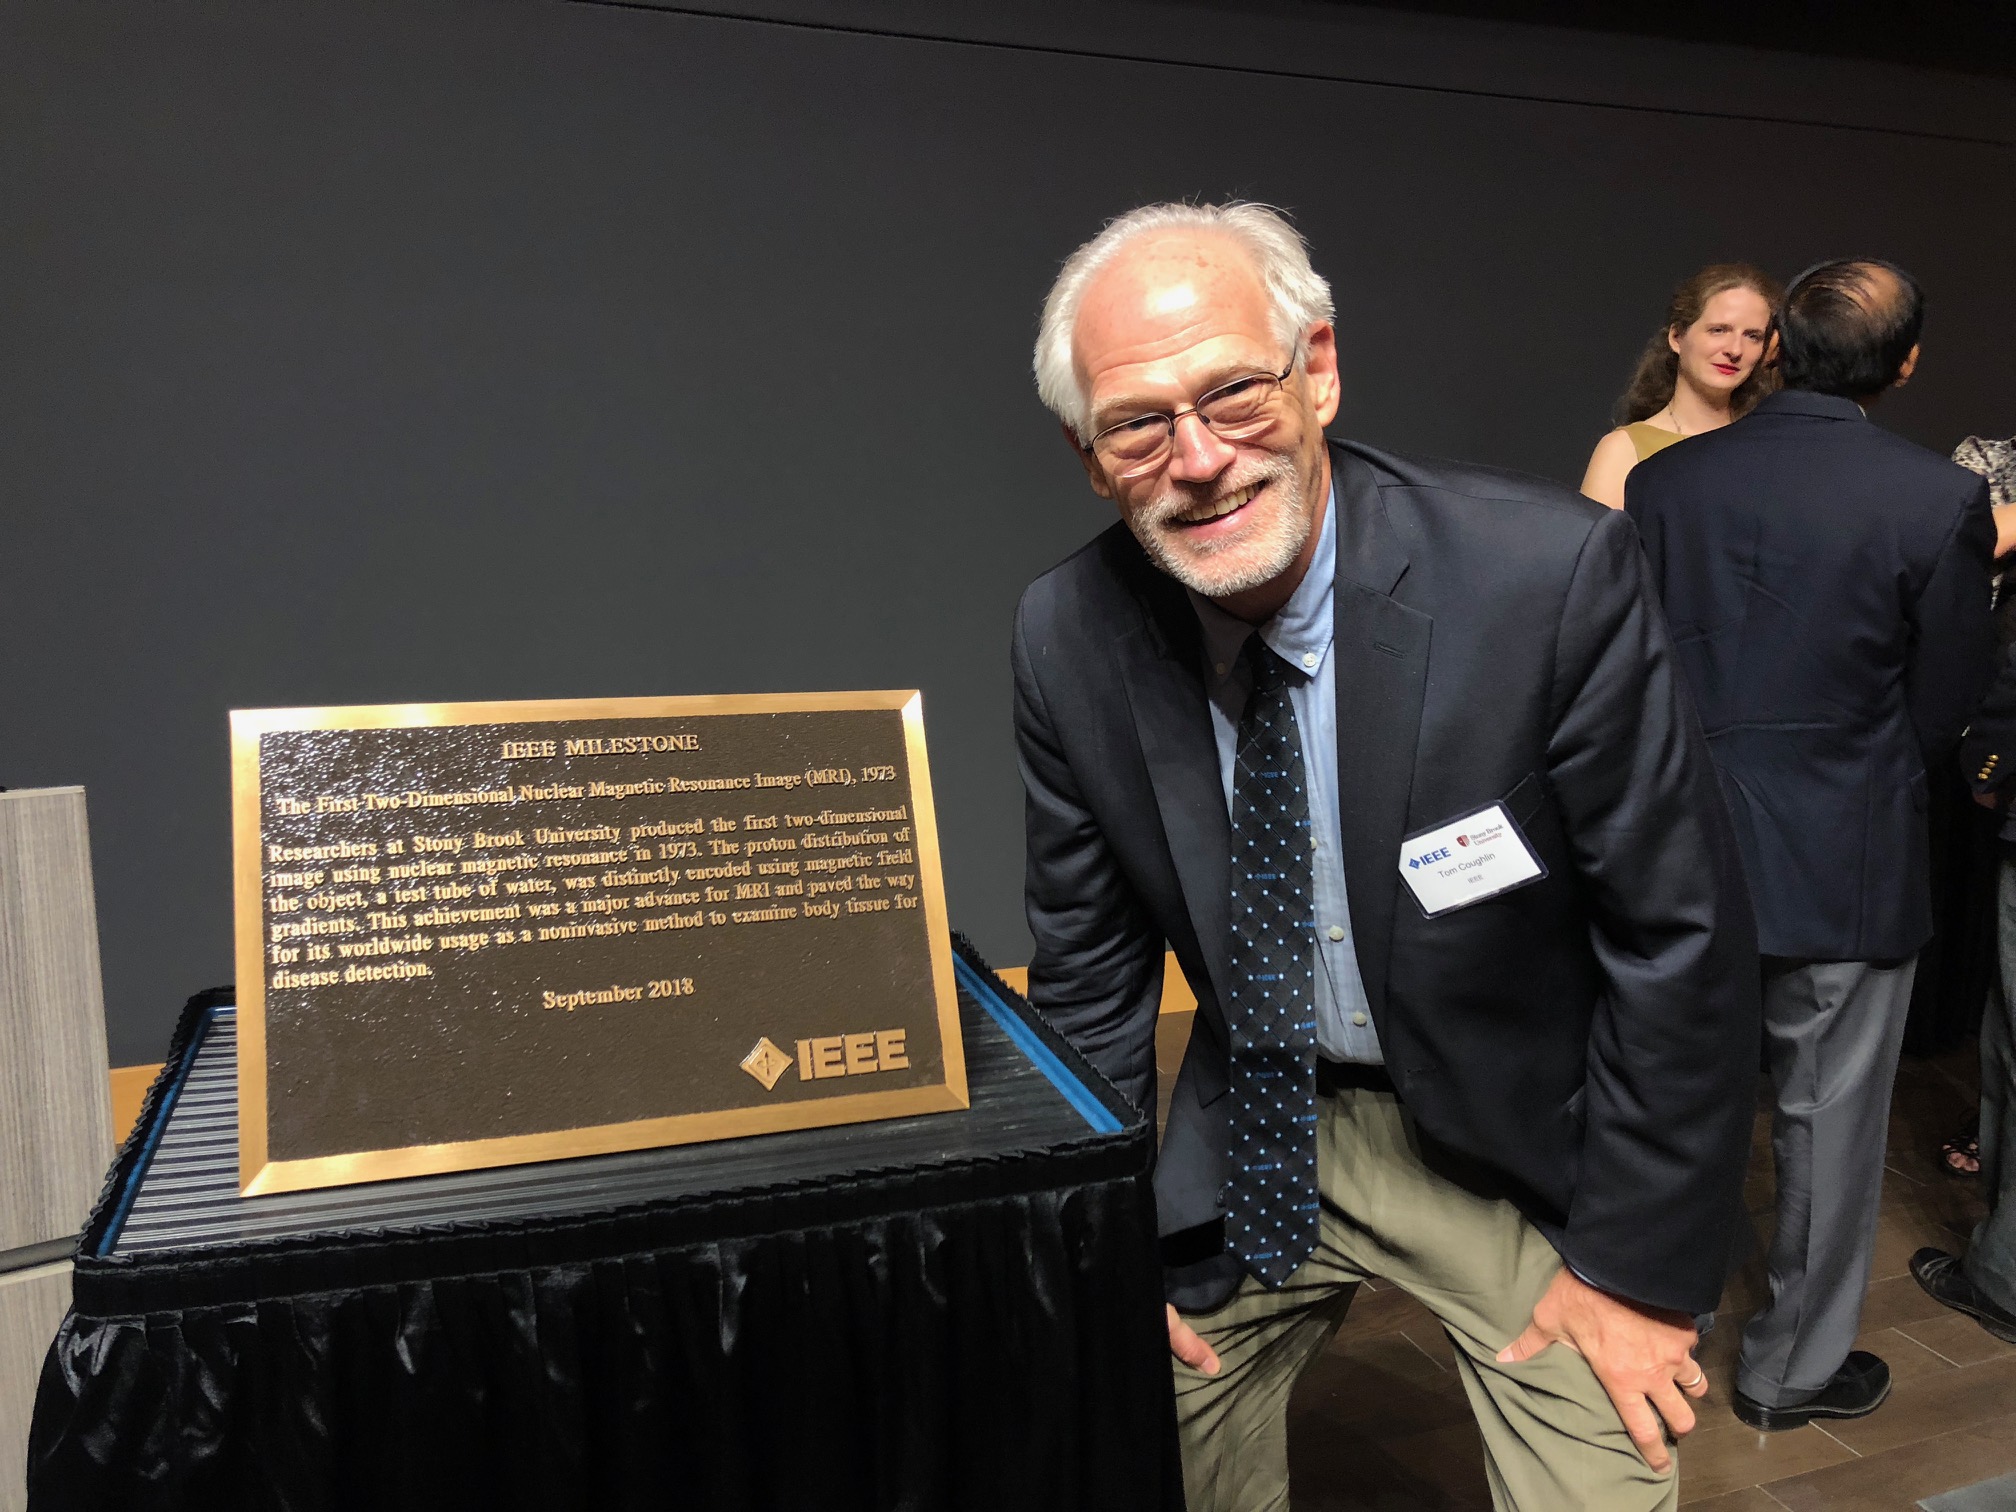 IEEE MILESTONE
The First Two-Dimensional Nuclear Magnetic Resonance Image (MRI), 1973
Researchers at Stony Brook University produced the first two-dimensional
image using nuclear magnetic resonance in 1973. The proton distribution of
the object, a test tube of water, was distinctly encoded using magnetic field
gradients. This achievement was a major advance for MRI and paved the way
for its worldwide usage as a noninvasive method to examine body tissue for
disease detection.
September 2018
IEEE
IEEE
Stony Brook
University
Tom Coughlin
IEEE